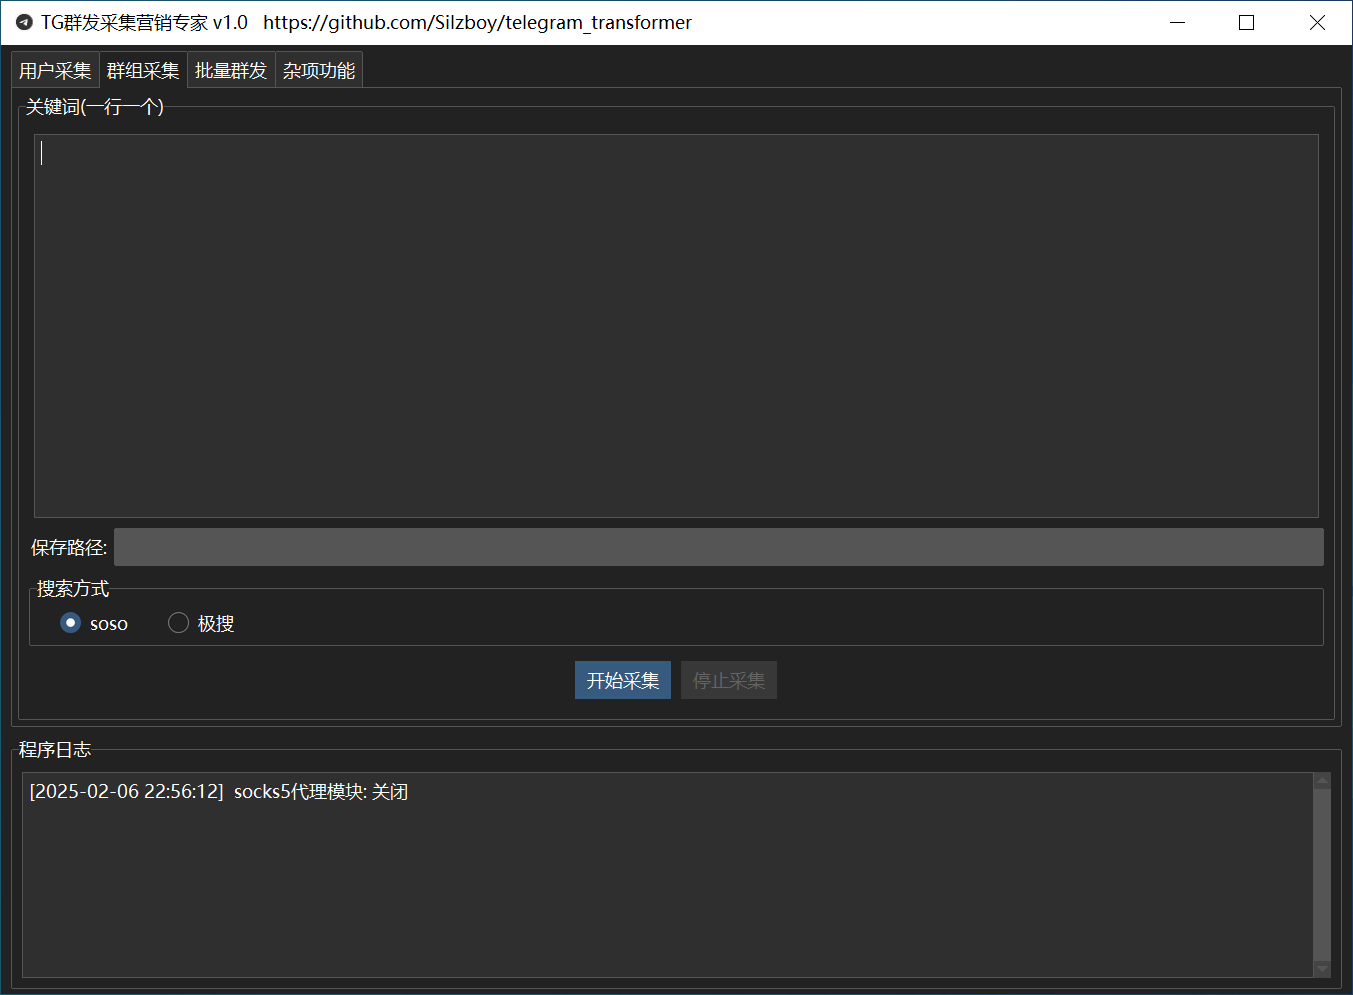 TG群发采集营销专家 v1.0   https://github.com/Silzboy/telegram_transformer
用户采集 群组采集 批量群发 杂项功能
关键词(一行一个)
保存路径:
搜索方式
soso 极搜
开始采集 停止采集
程序日志
[2025-02-06 22:56:12]  socks5代理模块: 关闭